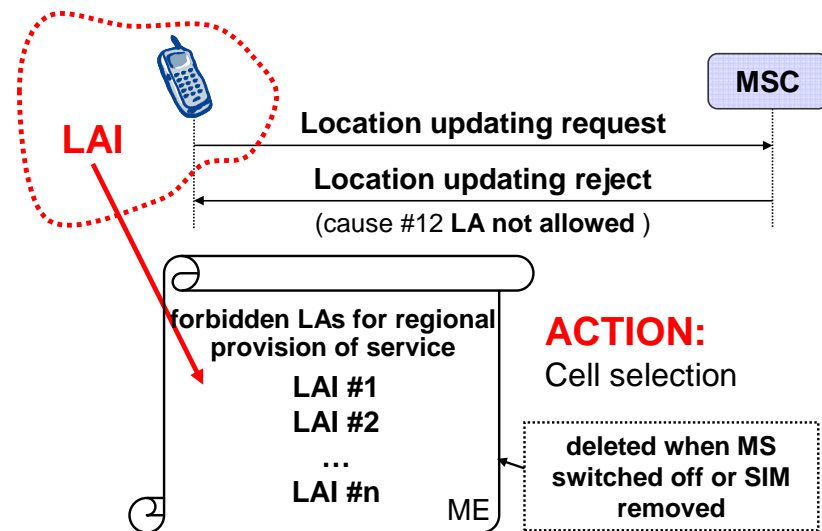 MSC
Location updating request
LAI
Location updating reject
(cause #12 LA not allowed )
forbidden LAs for regional
provision of service
LAI #1
LAI #2
...
LAI #n
ME
ACTION:
Cell selection
deleted when MS
switched off or SIM
removed